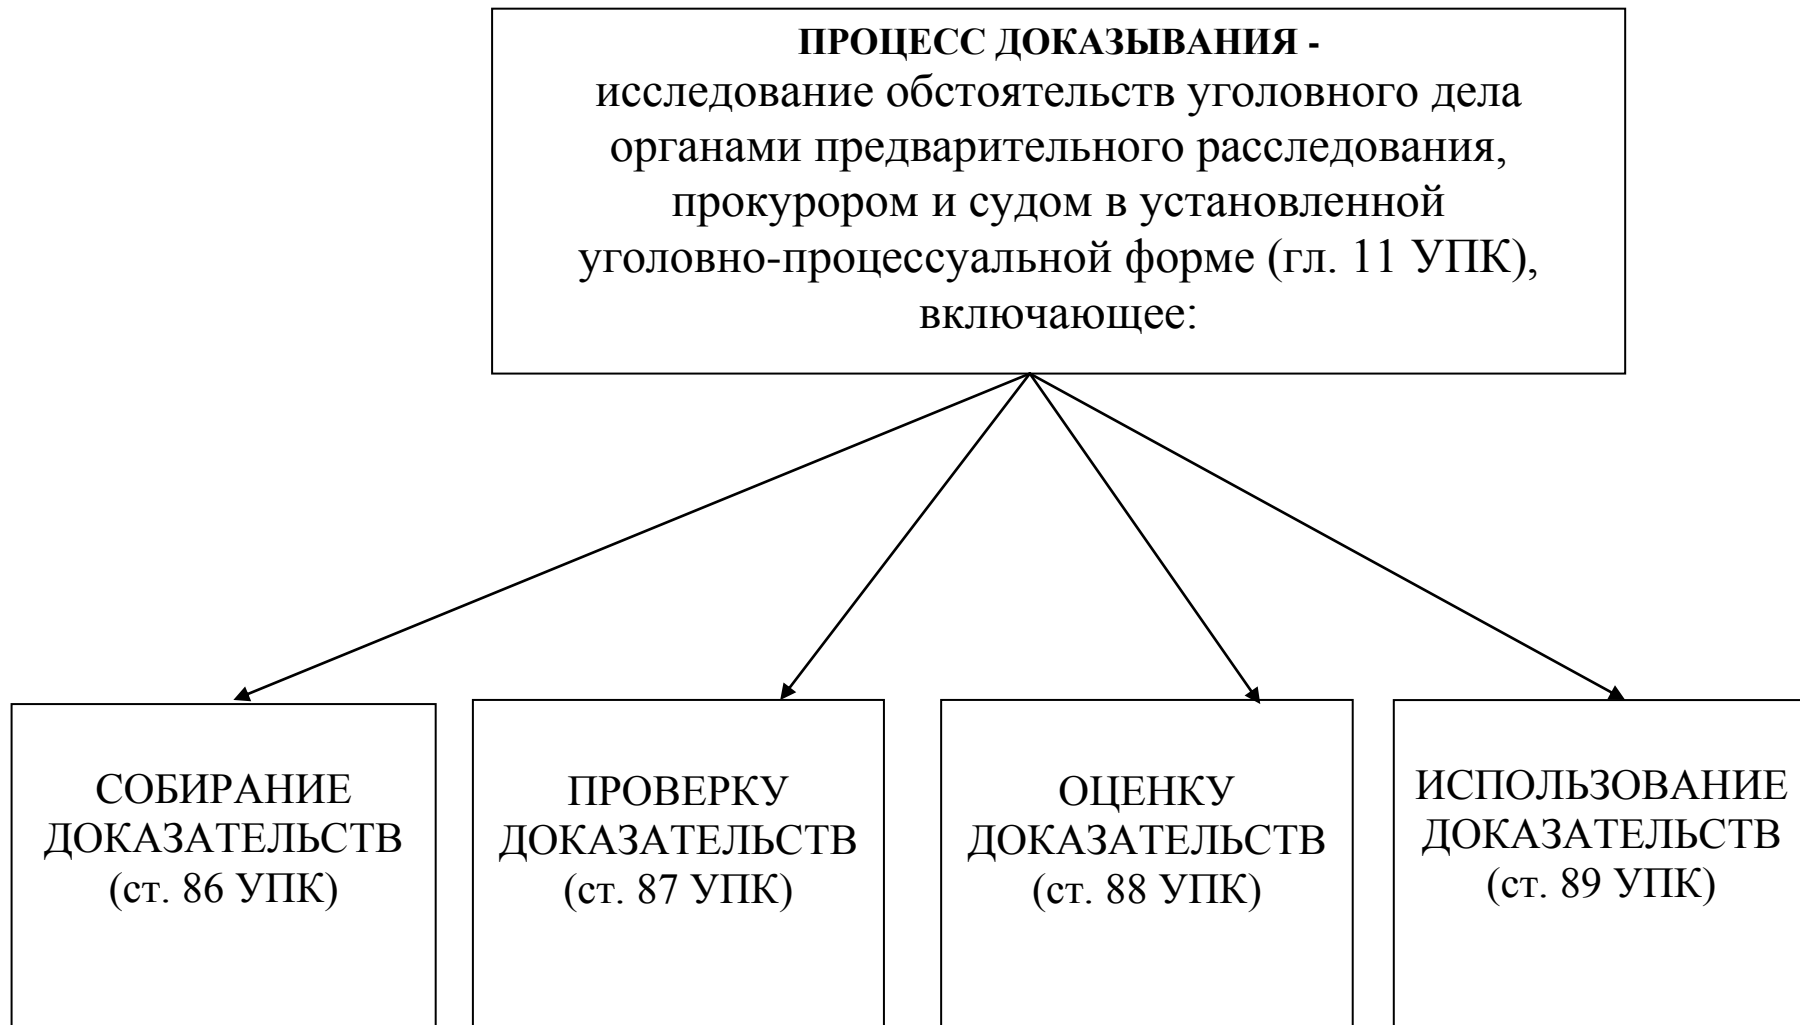 ПРОЦЕСС ДОКАЗЫВАНИЯ -
исследование обстоятельств уголовного дела
органами предварительного расследования,
прокурором и судом в установленной
уголовно-процессуальной форме (гл. 11 УПК),
включающее:
СОБИРАНИЕ
ДОКАЗАТЕЛЬСТВ
(ст. 86 УПК)
ПРОВЕРКУ
ДОКАЗАТЕЛЬСТВ
(ст. 87 УПК)
ОЦЕНКУ
ДОКАЗАТЕЛЬСТВ
(ст. 88 УПК)
ИСПОЛЬЗОВАНИЕ
ДОКАЗАТЕЛЬСТВ
(ст. 89 УПК)